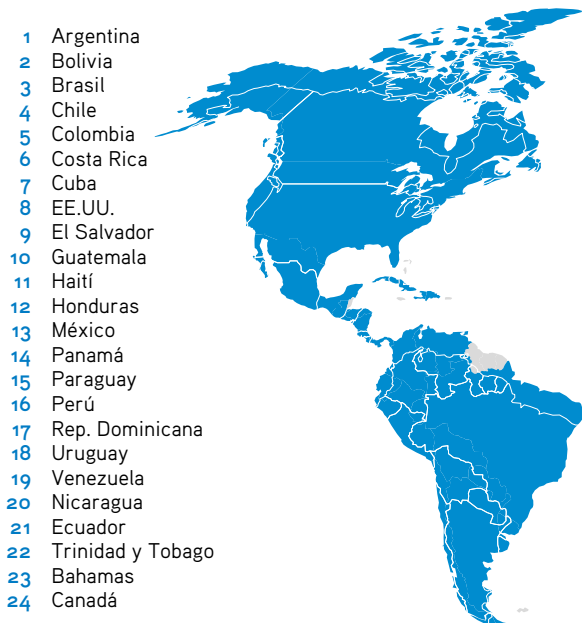 1 Argentina
2 Bolivia
3 Brasil
4 Chile
5 Colombia
6 Costa Rica
7 Cuba
8 EE.UU.
9 El Salvador
10 Guatemala
11 Haití
12 Honduras
13 México
14 Panamá
15 Paraguay
16 Perú
17 Rep. Dominicana
18 Uruguay
19 Venezuela
20 Nicaragua
21 Ecuador
22 Trinidad y Tobago
23 Bahamas
24 Canadá